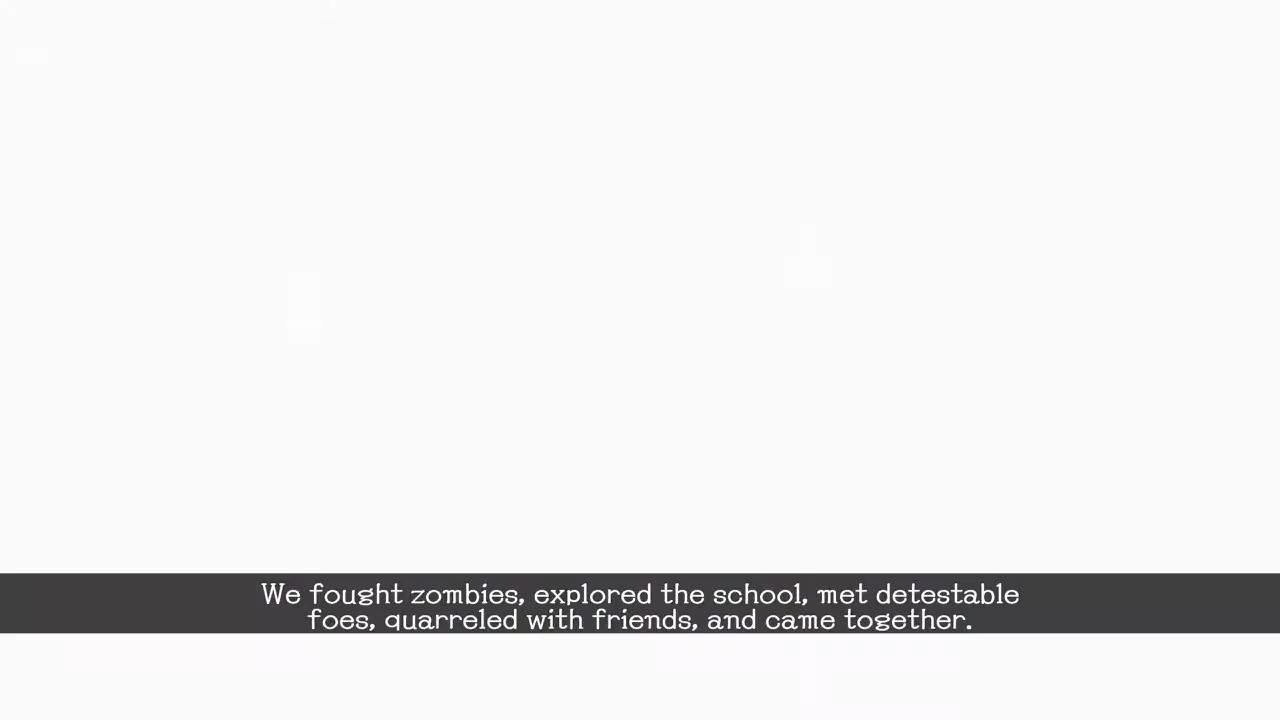 We fought zombies, explored the school, met detestable
foes, quarreled with friends, and came together.